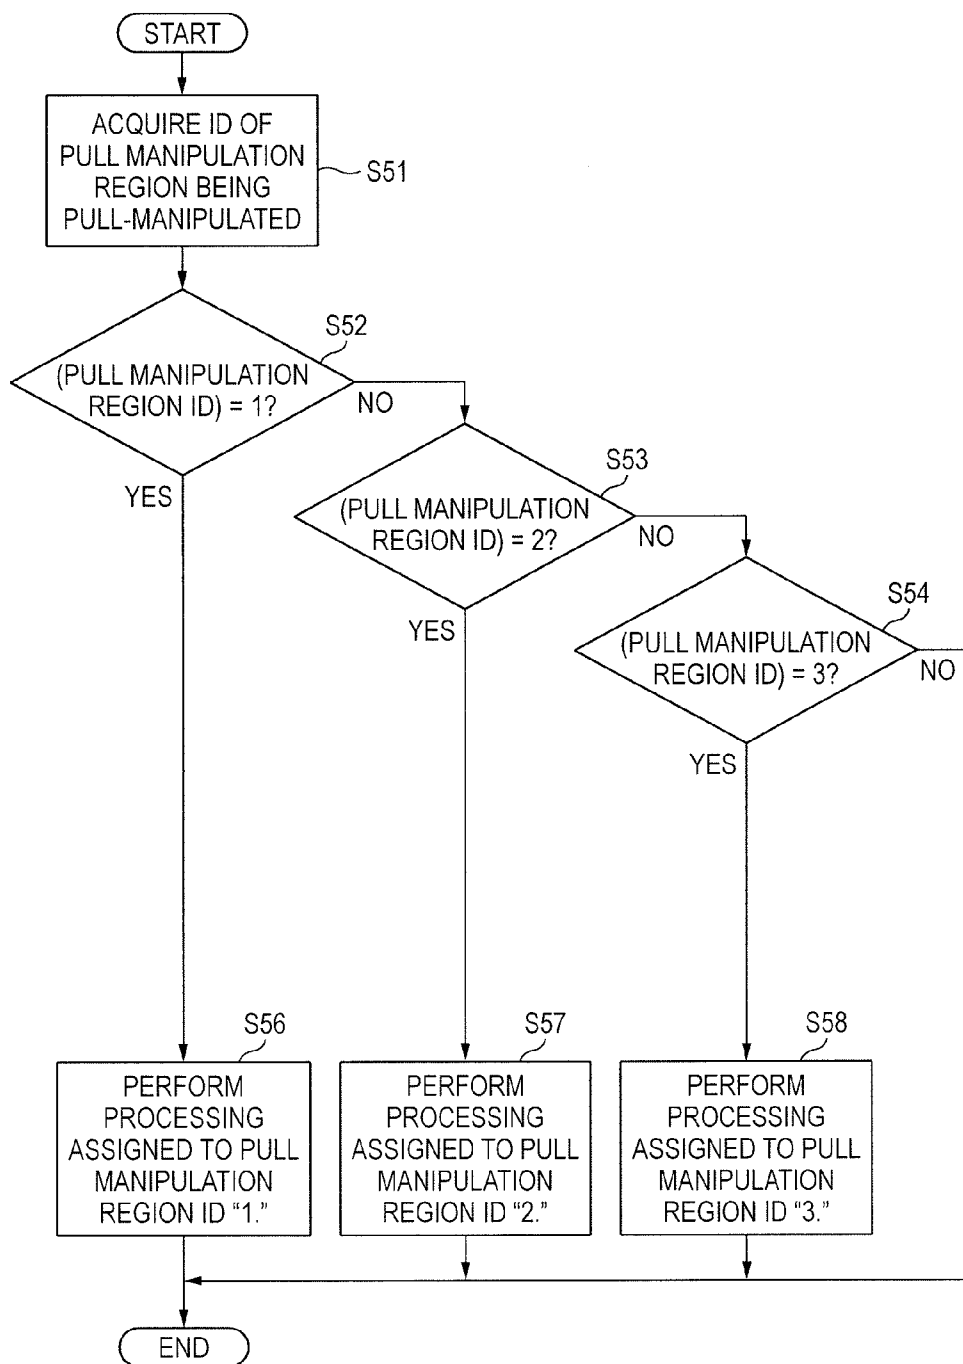 START
ACQUIRE ID OF
PULL MANIPULATION
REGION BEING
PULL-MANIPULATED
S51
S52
(PULL MANIPULATION
REGION ID) = 1?
NO
YES
S53
(PULL MANIPULATION
REGION ID) = 2?
NO
YES
S54
(PULL MANIPULATION
REGION ID) = 3?
NO
YES
S56
PERFORM
PROCESSING
ASSIGNED TO PULL
MANIPULATION
REGION ID “1.”
S57
PERFORM
PROCESSING
ASSIGNED TO PULL
MANIPULATION
REGION ID “2.”
S58
PERFORM
PROCESSING
ASSIGNED TO PULL
MANIPULATION
REGION ID “3.”
END